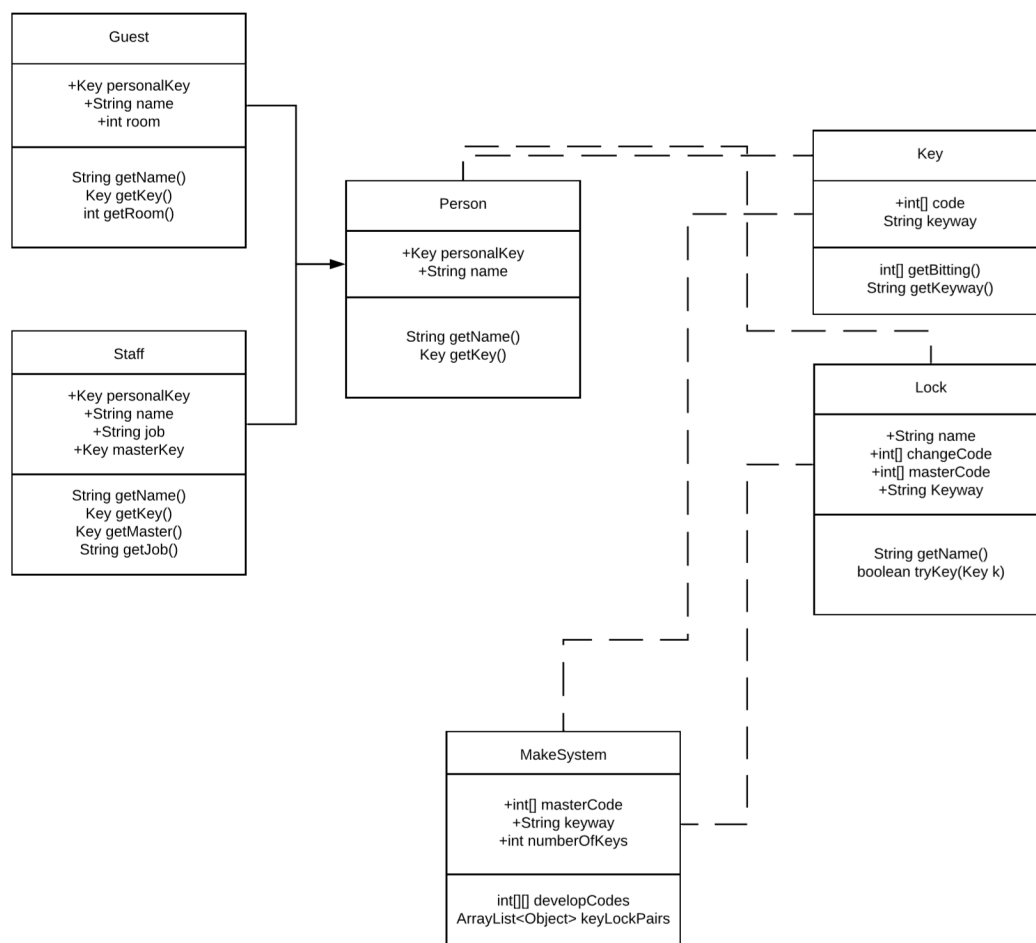 Guest
+Key personalKey
+String name
+int room
String getName()
Key getKey()
int getRoom()
Staff
+Key personalKey
+String name
+String job
+Key masterKey
String getName()
Key getKey()
Key getMaster()
String getJob()
Person
+Key personalKey
+String name
String getName()
Key getKey()
Key
+int[] code
String keyway
int[] getBitting()
String getKeyway()
Lock
+String name
+int[] changeCode
+int[] masterCode
+String Keyway
String getName()
boolean tryKey(Key k)
MakeSystem
+int[] masterCode
+String keyway
+int numberOfKeys
int[][] developCodes
ArrayList<Object> keyLockPairs